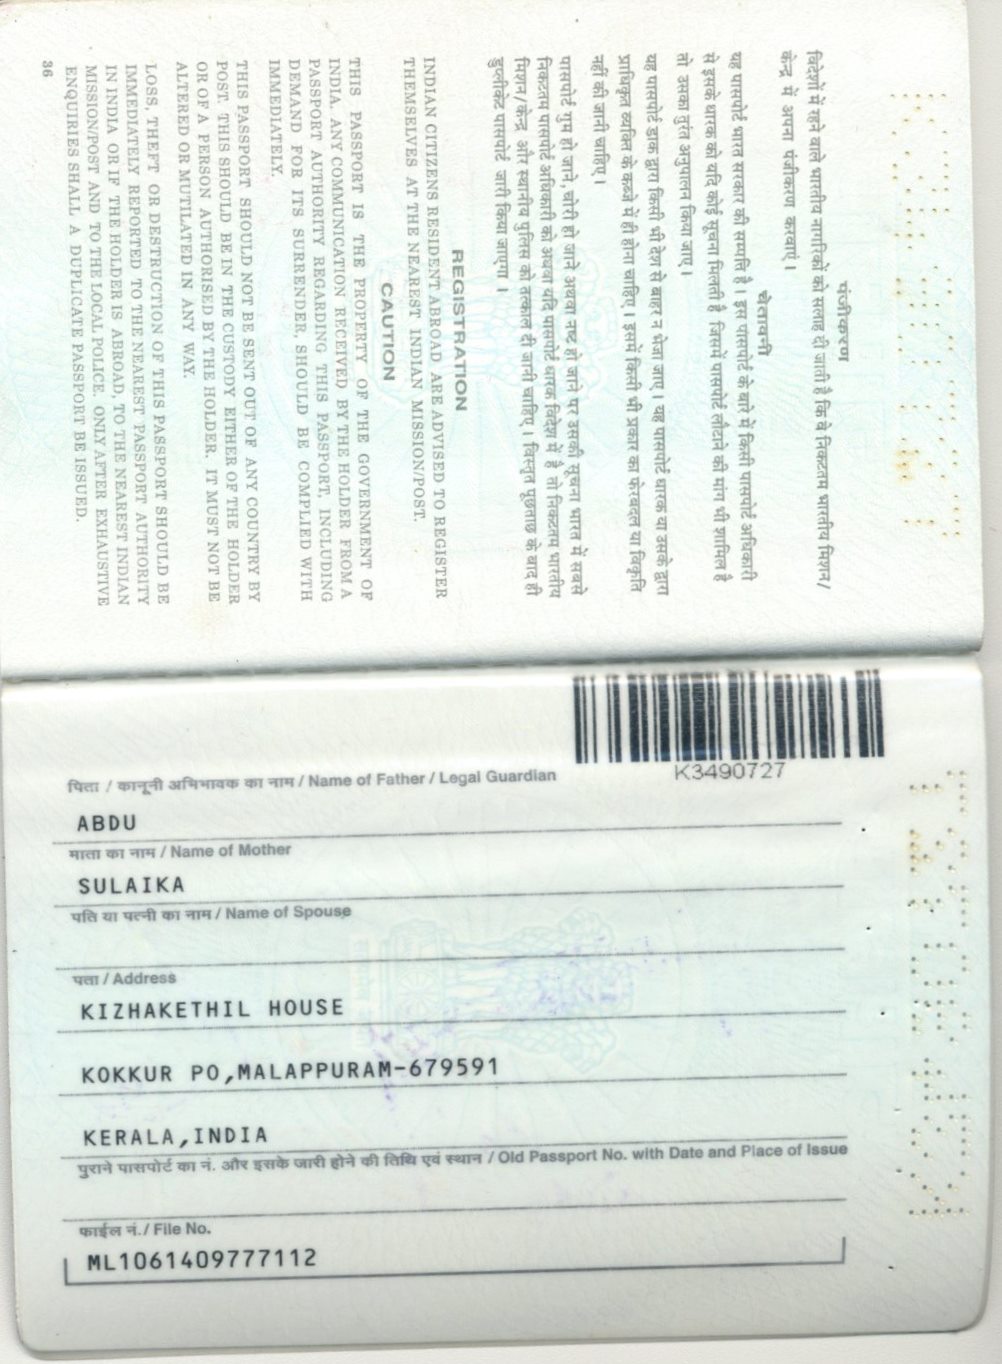 पंजीकरण
विदेशों में रहने वाले भारतीय नागरिकों को सलाह दी जाती है कि वे निकटतम भारतीय मिशन/
केन्द्र में अपना पंजीकरण करवाएं ।
चेतावनी
यह पासपोर्ट भारत सरकार की सम्पत्ति है । इस पासपोर्ट के बारे में किसी पासपोर्ट अधिकारी
से इसके धारक को यदि कोई सूचना मिलती है जिसमें पासपोर्ट लौटाने की मांग भी शामिल है
तो उसका तुरंत अनुपालन किया जाए ।
यह पासपोर्ट डाक द्वारा किसी भी देश से बाहर न भेजा जाए । यह पासपोर्ट धारक या उसके द्वारा
प्राधिकृत व्यक्ति के कब्जे में ही होना चाहिए । इसमें किसी भी प्रकार का फेरबदल या विकृति
नहीं की जानी चाहिए ।
पासपोर्ट गुम हो जाने, चोरी हो जाने अथवा नष्ट हो जाने पर उसकी सूचना भारत में सबसे
निकटतम पासपोर्ट अधिकारी को अथवा यदि पासपोर्ट धारक विदेश में है तो निकटतम भारतीय
मिशन/केन्द्र और स्थानीय पुलिस को तत्काल दी जानी चाहिए । विस्तृत पूछताछ के बाद ही
डुप्लीकेट पासपोर्ट जारी किया जाएगा ।
REGISTRATION
INDIAN CITIZENS RESIDENT ABROAD ARE ADVISED TO REGISTER
THEMSELVES AT THE NEAREST INDIAN MISSION/POST.
CAUTION
THIS PASSPORT IS THE PROPERTY OF THE GOVERNMENT OF
INDIA. ANY COMMUNICATION RECEIVED BY THE HOLDER FROM A
PASSPORT AUTHORITY REGARDING THIS PASSPORT, INCLUDING
DEMAND FOR ITS SURRENDER, SHOULD BE COMPLIED WITH
IMMEDIATELY.
THIS PASSPORT SHOULD NOT BE SENT OUT OF ANY COUNTRY BY
POST. THIS SHOULD BE IN THE CUSTODY EITHER OF THE HOLDER
OR OF A PERSON AUTHORISED BY THE HOLDER. IT MUST NOT BE
ALTERED OR MUTILATED IN ANY WAY.
LOSS, THEFT OR DESTRUCTION OF THIS PASSPORT SHOULD BE
IMMEDIATELY REPORTED TO THE NEAREST PASSPORT AUTHORITY
IN INDIA OR IF THE HOLDER IS ABROAD, TO THE NEAREST INDIAN
MISSION/POST AND TO THE LOCAL POLICE. ONLY AFTER EXHAUSTIVE
ENQUIRIES SHALL A DUPLICATE PASSPORT BE ISSUED.
36
K3490727
पिता / कानूनी अभिभावक का नाम / Name of Father / Legal Guardian
ABDU
माता का नाम / Name of Mother
SULAIKA
पति या पत्नी का नाम / Name of Spouse
पता / Address
KIZHAKETHIL HOUSE
KOKKUR PO,MALAPPURAM-679591
KERALA,INDIA
पुराने पासपोर्ट का नं. और इसके जारी होने की तिथि एवं स्थान / Old Passport No. with Date and Place of Issue
फाईल नं./ File No.
ML1061409777112